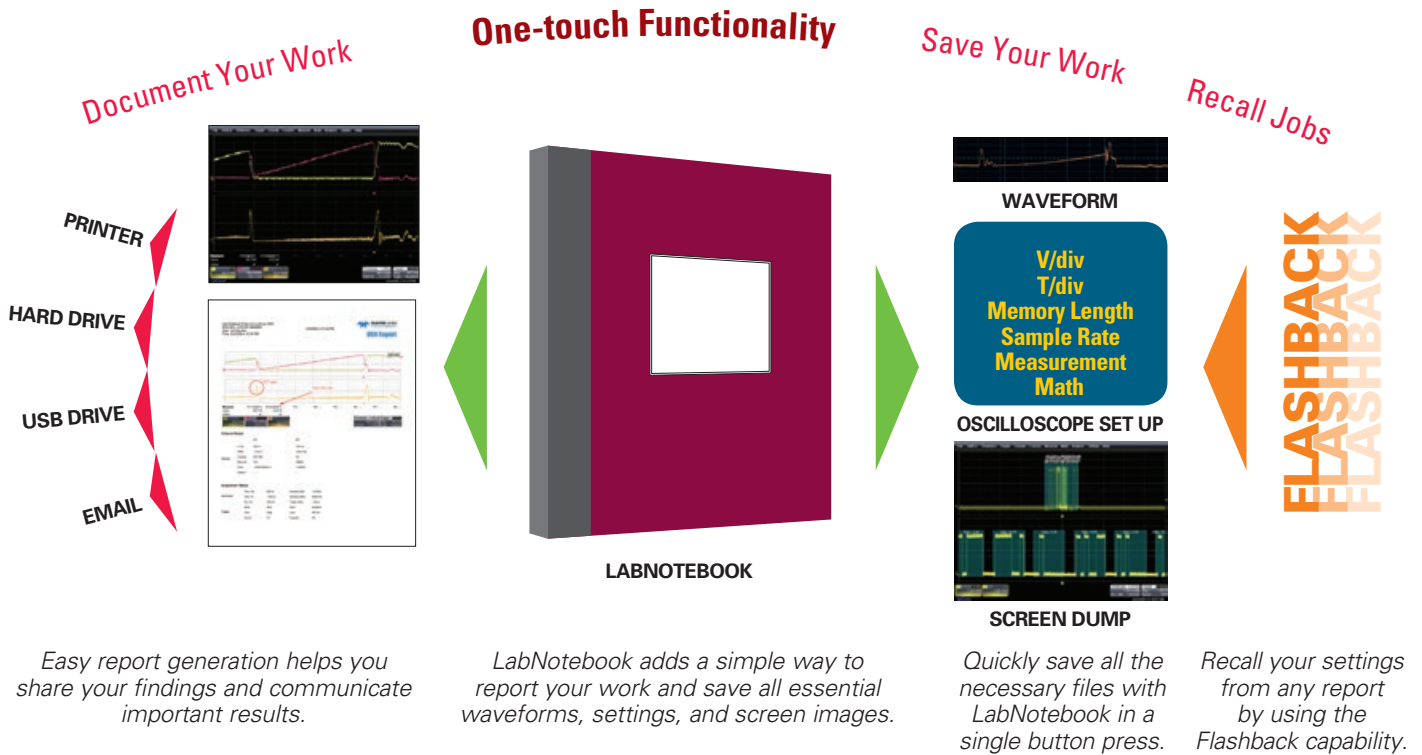 One-touch Functionality
Document Your Work
Save Your Work
Recall Jobs
PRINTER
HARD DRIVE
USB DRIVE
EMAIL
LABNOTEBOOK
WAVEFORM
V/div
T/div
Memory Length
Sample Rate
Measurement
Math
OSCILLOSCOPE SET UP
SCREEN DUMP
FLASHBACK
FLASHBACK
FLASHBACK
Easy report generation helps you
share your findings and communicate
important results.
LabNotebook adds a simple way to
report your work and save all essential
waveforms, settings, and screen images.
Quickly save all the
necessary files with
LabNotebook in a
single button press.
Recall your settings
from any report
by using the
Flashback capability.